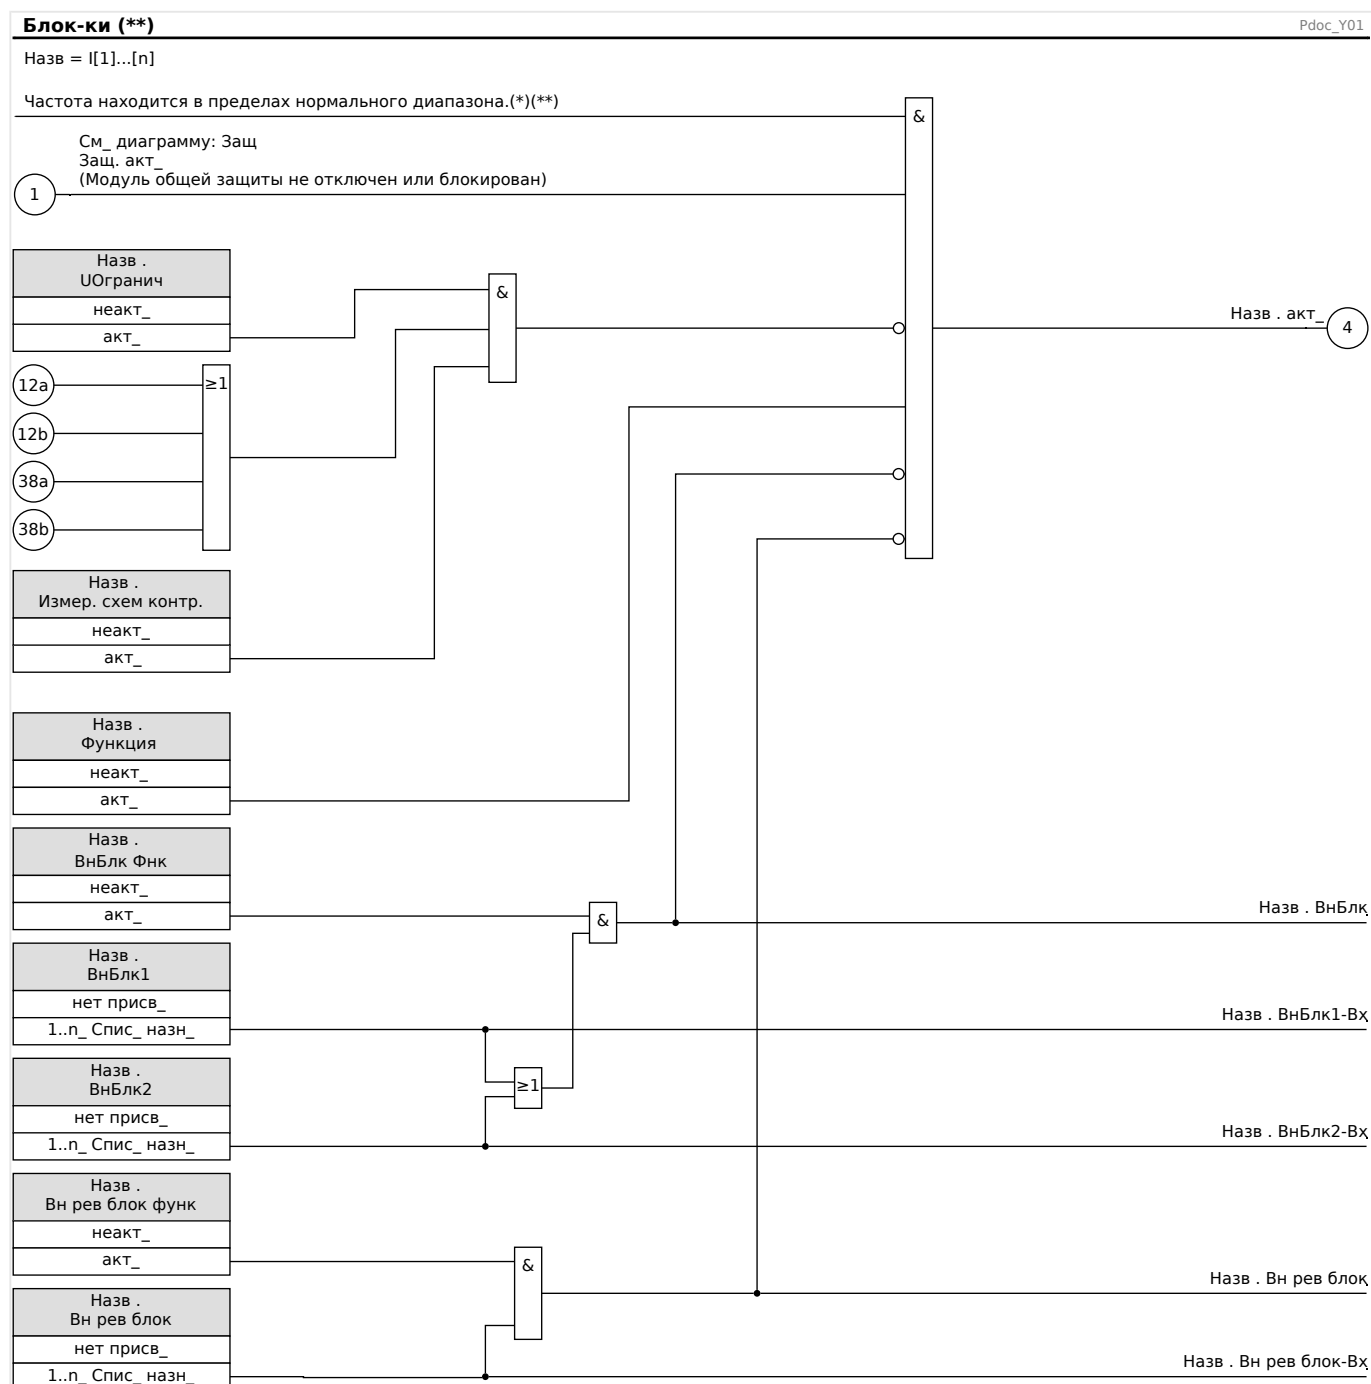 Блок-ки (**)
Pdoc_Y01
Назв = I[1]...[n]
Частота находится в пределах нормального диапазона.(*)(**)
&
См_ диаграмму: Защ
Защ. акт_
(Модуль общей защиты не отключен или блокирован)
1
Назв .
UОгранич
неакт_
акт_
&
Назв . акт_
4
12a
≥1
12b
38a
38b
Назв .
Измер. схем контр.
неакт_
акт_
Назв .
Функция
неакт_
акт_
Назв .
ВнБлк Фнк
неакт_
акт_
&
Назв . ВнБлк
Назв .
ВнБлк1
нет присв_
1..n_ Спис_ назн_
Назв . ВнБлк1-Вх
≥1
Назв .
ВнБлк2
нет присв_
1..n_ Спис_ назн_
Назв . ВнБлк2-Вх
Назв .
Вн рев блок функ
неакт_
акт_
&
Назв . Вн рев блок
Назв .
Вн рев блок
нет присв_
1..n_ Спис_ назн_
Назв . Вн рев блок-Вх